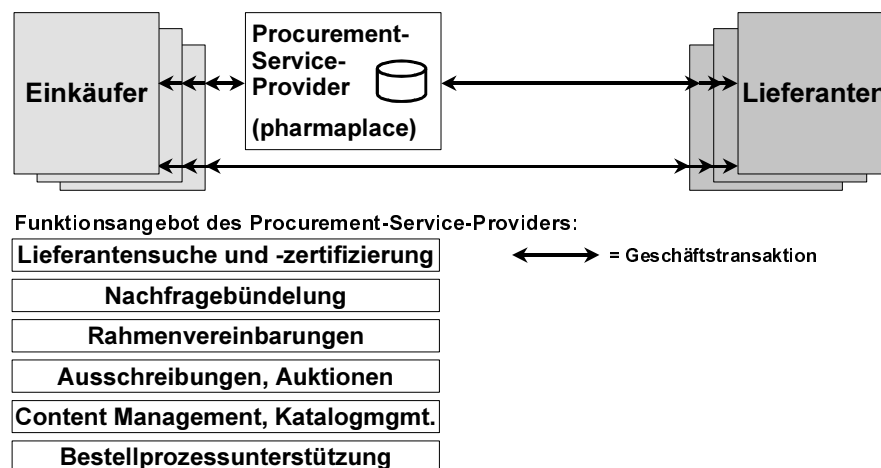 Einkäufer
Procurement-
Service-
Provider
(pharmaplace)
Lieferanten
Funktionsangebot des Procurement-Service-Providers:
Lieferantensuche und -zertifizierung
= Geschäftstransaktion
Nachfragebündelung
Rahmenvereinbarungen
Ausschreibungen, Auktionen
Content Management, Katalogmgmt.
Bestellprozessunterstützung